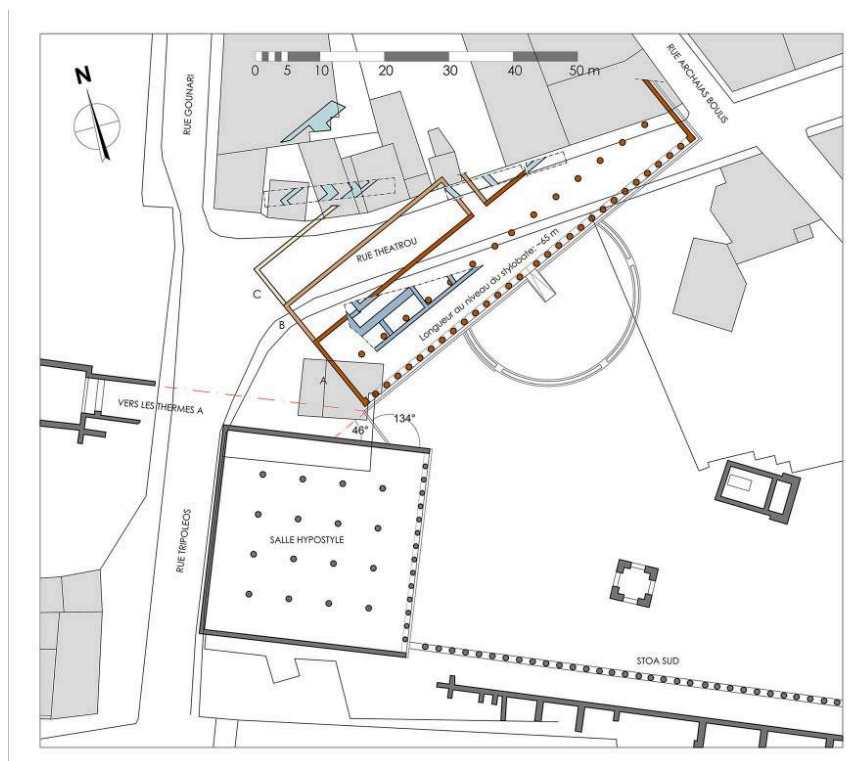 N
0 5 10 20 30 40 50 m
RUE GOUNARI
RUE ARCHAIAS BOULIS
RUE THEATROU
C
B
Longueur au niveau du stylobate: ~65 m
A
VERS LES THERMES A
134°
46°
SALLE HYPOSTYLE
RUE TRIPOLEOS
STOA SUD